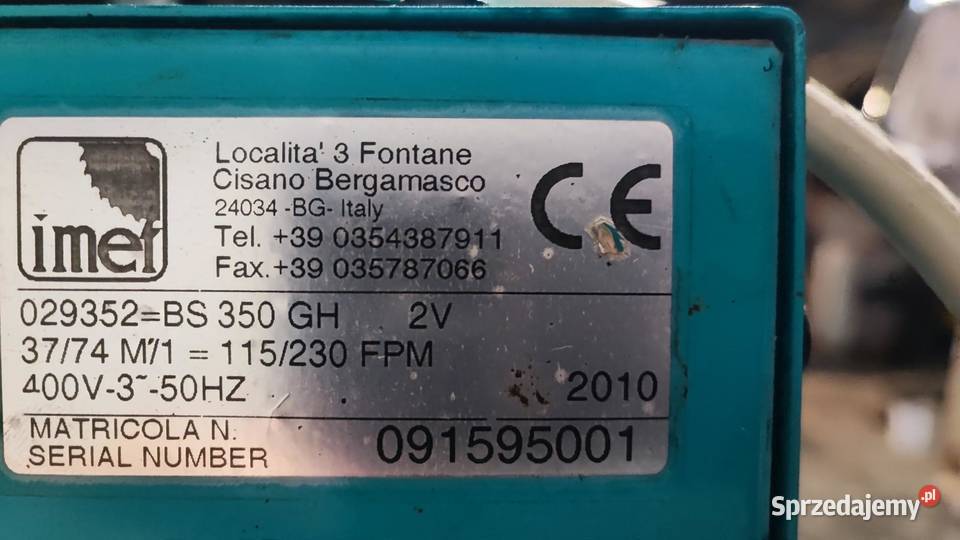 imet
Localita' 3 Fontane
Cisano Bergamasco
24034 -BG- Italy
Tel. +39 0354387911
Fax.+39 035787066
CE
029352=BS 350 GH 2V
37/74 M'/1 = 115/230 FPM
400V-3~-50HZ 2010
MATRICOLA N.
SERIAL NUMBER 091595001
Sprzedajemy.pl